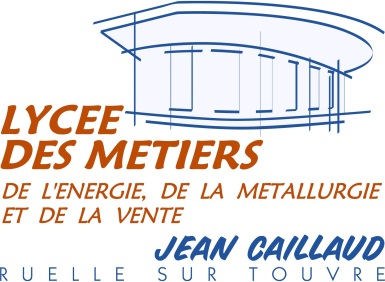 LYCEE
DES METIERS
DE L'ENERGIE, DE LA METALLURGIE
ET DE LA VENTE
JEAN CAILLAUD
RUELLE SUR TOUVRE